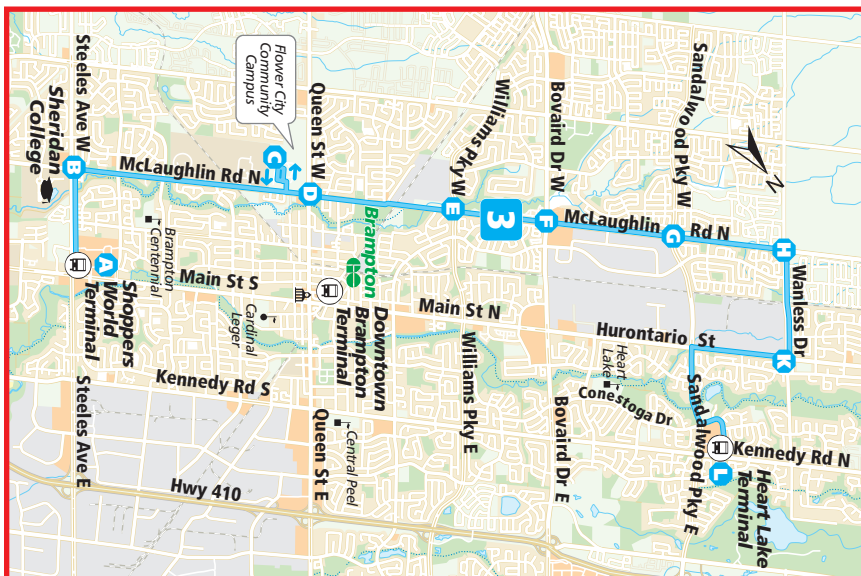 Steeles Ave W
Sheridan
College
B
McLaughlin Rd N
Flower City
Community
Campus
C
Queen St W
D
Williams Pky W
E
3
Bovaird Dr W
F
McLaughlin Rd N
Sandalwood Pky W
G
N
H
Wanless Dr
K
Hurontario St
A
Shoppers
World
Terminal
Brampton
Centennial
Main St S
Cardinal
Leger
Brampton
Downtown
Brampton
Terminal
Main St N
Williams Pky E
Heart
Lake
Conestoga Dr
Sandalwood Pky E
Kennedy Rd N
L
Heart Lake
Terminal
Kennedy Rd S
Steeles Ave E
Queen St E
Central Peel
Bovaird Dr E
Hwy 410